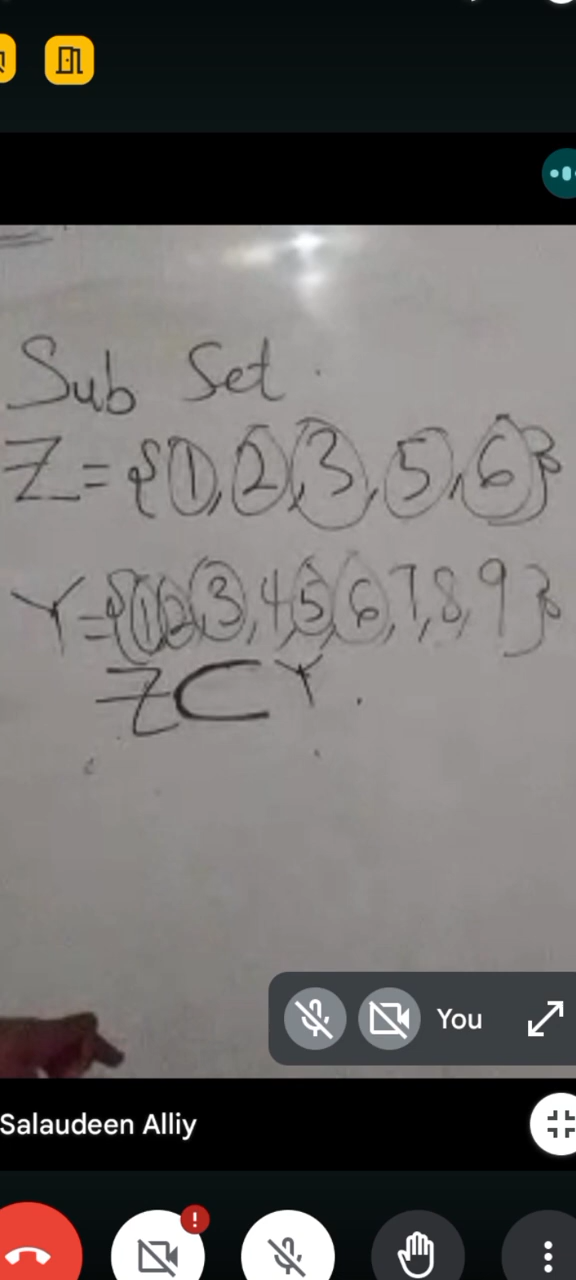 Sub Set.
Z={1,2,3,5,6}
Y={1,2,3,4,5,6,7,8,9}
Z⊂Y.
You
Salaudeen Alliy
!